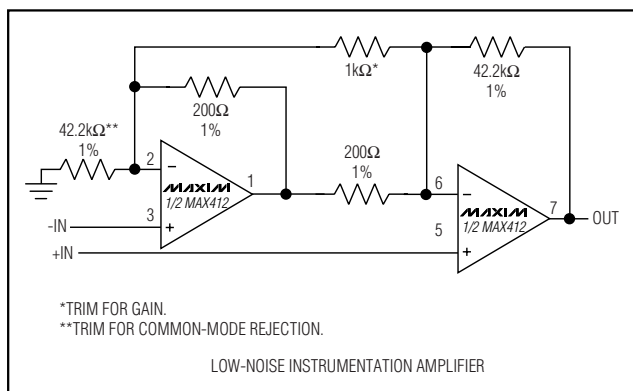 1kΩ*
42.2kΩ
1%
200Ω
1%
42.2kΩ**
1%
200Ω
1%
2
1
3
MAXIM
1/2 MAX412
6
7
5
MAXIM
1/2 MAX412
-IN
+IN
OUT
*TRIM FOR GAIN.
**TRIM FOR COMMON-MODE REJECTION.
LOW-NOISE INSTRUMENTATION AMPLIFIER